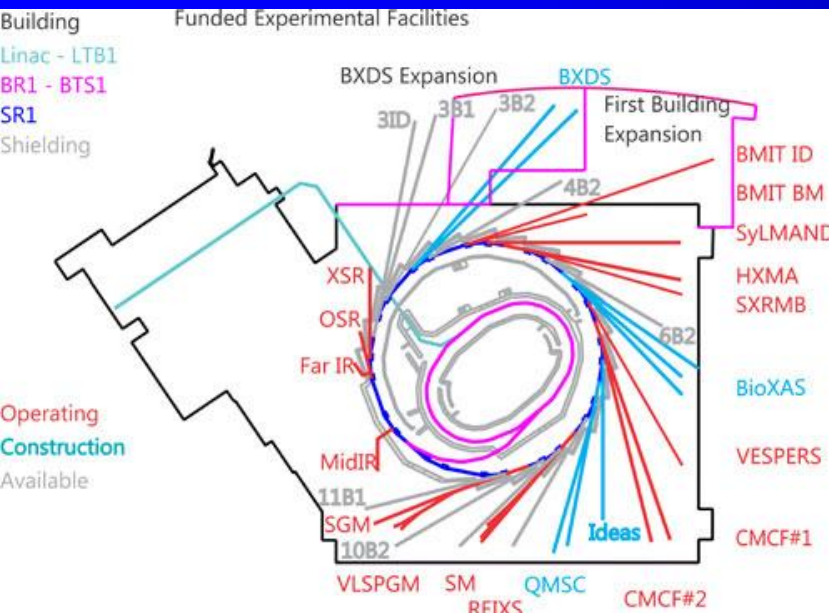 Building
Funded Experimental Facilities
Linac - LTB1
BR1 - BTS1
SR1
Shielding
BXDS Expansion
BXDS
3ID
3B1
3B2
First Building
Expansion
BMIT ID
4B2
BMIT BM
SyLMAND
XSR
HXMA
SXRMB
OSR
6B2
Far IR
BioXAS
Operating
Construction
Available
MidIR
VESPERS
11B1
SGM
Ideas
CMCF#1
10B2
VLSPGM
SM
QMSC
REIXS
CMCF#2